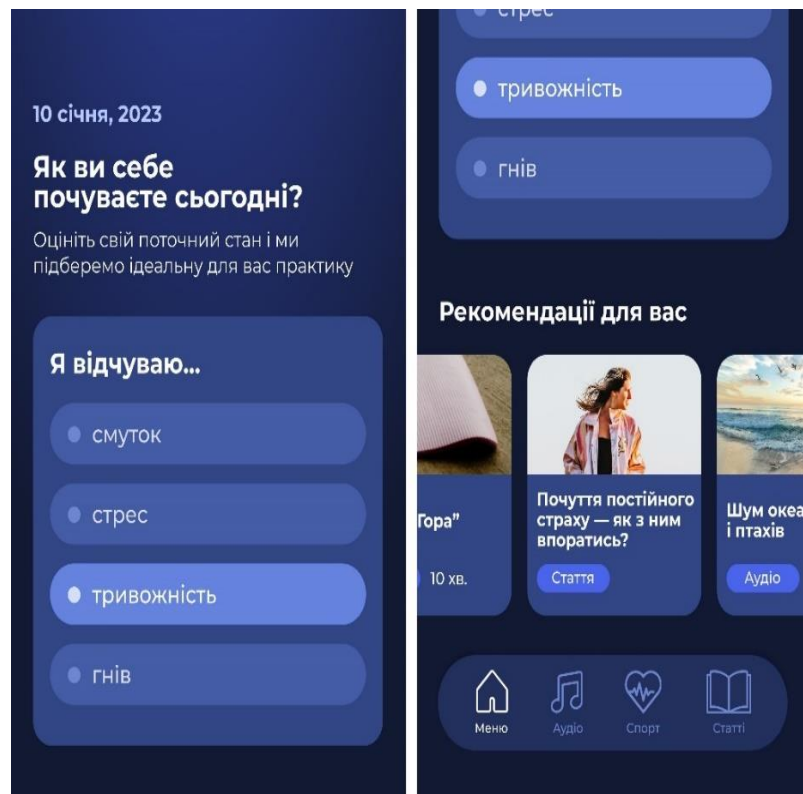 10 січня, 2023
Як ви себе
почуваєте сьогодні?
Оцініть свій поточний стан і ми
підберемо ідеальну для вас практику
Я відчуваю...
смуток
стрес
тривожність
гнів
стрес
тривожність
гнів
Рекомендації для вас
Гора”
10 хв.
Почуття постійного
страху — як з ним
впоратись?
Стаття
Шум океа
і птахів
Аудіо
Меню
Аудіо
Спорт
Статті